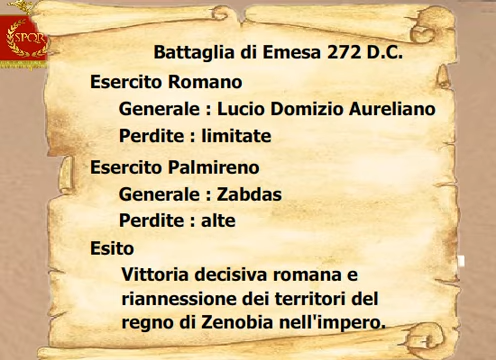 SPQR
Battaglia di Emesa 272 D.C.
Esercito Romano
Generale : Lucio Domizio Aureliano
Perdite : limitate
Esercito Palmireno
Generale : Zabdas
Perdite : alte
Esito
Vittoria decisiva romana e
riannessione dei territori del
regno di Zenobia nell'impero.